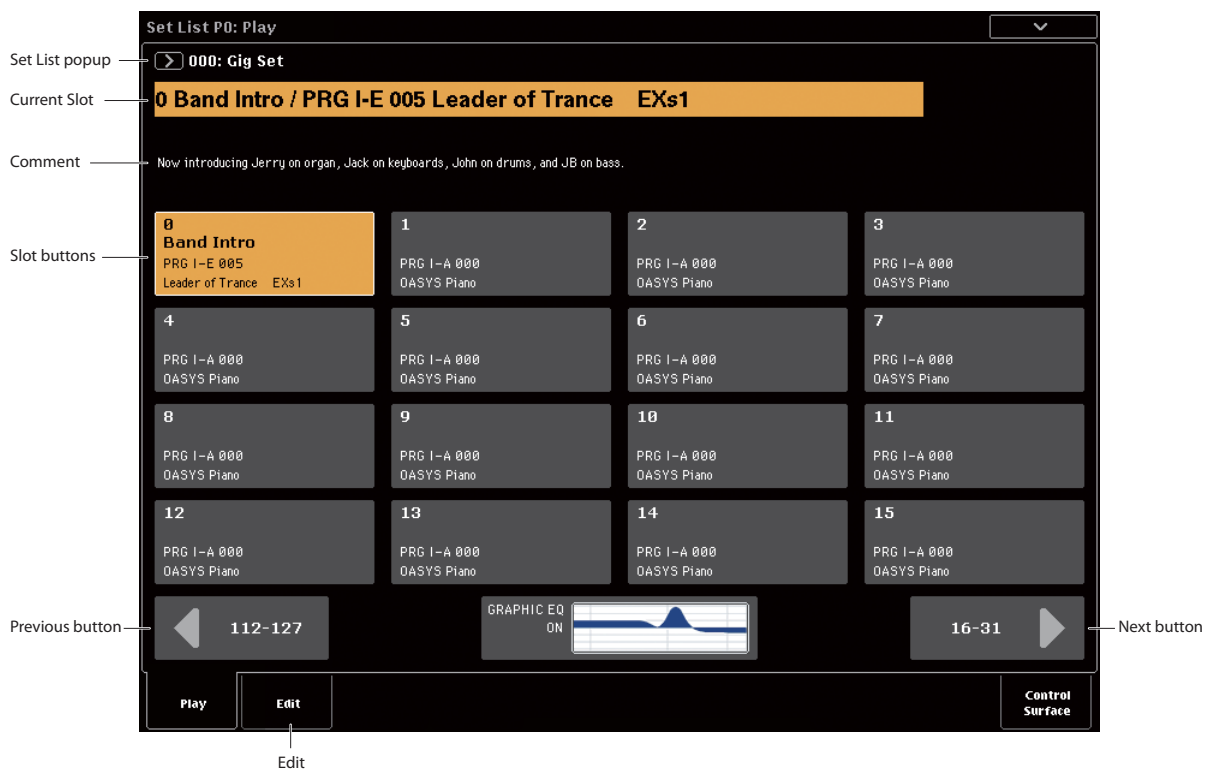 Set List P0: Play
Set List popup
000: Gig Set
Current Slot
0 Band Intro / PRG I-E 005 Leader of Trance EXs1
Comment
Now introducing Jerry on organ, Jack on keyboards, John on drums, and JB on bass.
Slot buttons
0
Band Intro
PRG I-E 005
Leader of Trance EXs1
1
PRG I-A 000
OASYS Piano
2
PRG I-A 000
OASYS Piano
3
PRG I-A 000
OASYS Piano
4
PRG I-A 000
OASYS Piano
5
PRG I-A 000
OASYS Piano
6
PRG I-A 000
OASYS Piano
7
PRG I-A 000
OASYS Piano
8
PRG I-A 000
OASYS Piano
9
PRG I-A 000
OASYS Piano
10
PRG I-A 000
OASYS Piano
11
PRG I-A 000
OASYS Piano
12
PRG I-A 000
OASYS Piano
13
PRG I-A 000
OASYS Piano
14
PRG I-A 000
OASYS Piano
15
PRG I-A 000
OASYS Piano
Previous button
112-127
GRAPHIC EQ
ON
16-31
Next button
Play
Edit
Control
Surface
Edit